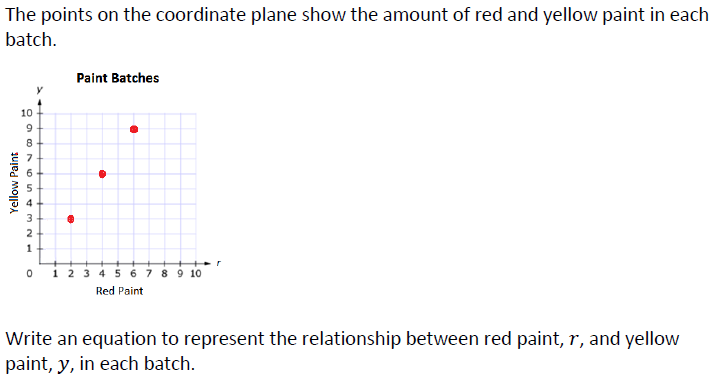 The points on the coordinate plane show the amount of red and yellow paint in each
batch.
Paint Batches
y
10
9
8
7
6
5
4
3
2
1
Yellow Paint
0 1 2 3 4 5 6 7 8 9 10 r
Red Paint
Write an equation to represent the relationship between red paint, r, and yellow
paint, y, in each batch.